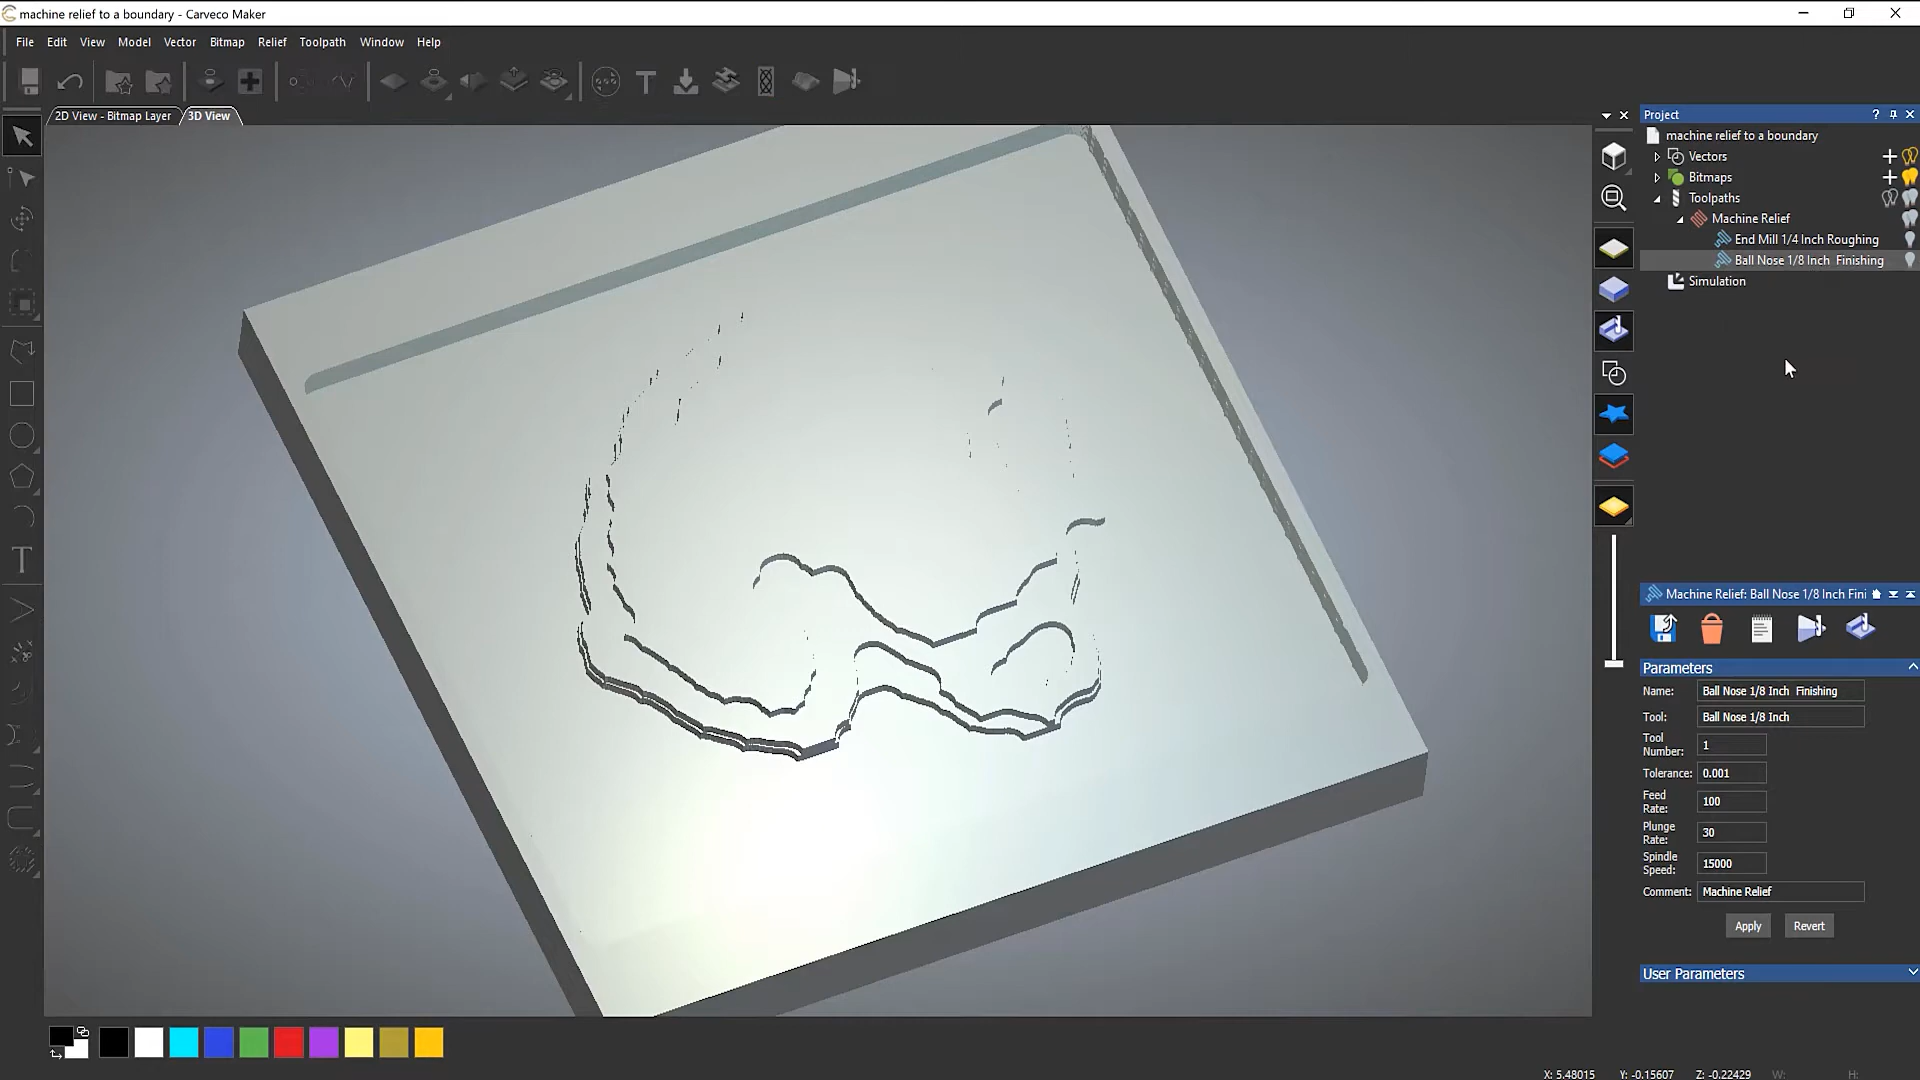 machine relief to a boundary - Carveco Maker
File Edit View Model Vector Bitmap Relief Toolpath Window Help
2D View - Bitmap Layer 3D View
Project
machine relief to a boundary
Vectors
Bitmaps
Toolpaths
Machine Relief
End Mill 1/4 Inch Roughing
Ball Nose 1/8 Inch  Finishing
Simulation
Machine Relief: Ball Nose 1/8 Inch Fini
Parameters
Name: Ball Nose 1/8 Inch  Finishing
Tool: Ball Nose 1/8 Inch
Tool
Number: 1
Tolerance: 0.001
Feed
Rate: 100
Plunge
Rate: 30
Spindle
Speed: 15000
Comment: Machine Relief
Apply Revert
User Parameters
X: 5.48015 Y: -0.15607 Z: -0.22429 W: H: